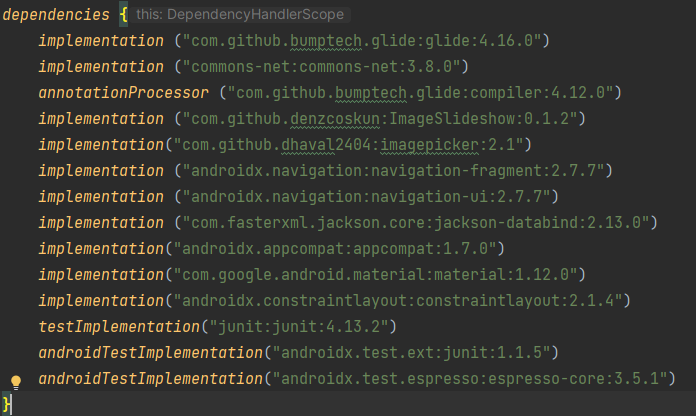 dependencies { this: DependencyHandlerScope
implementation ("com.github.bumptech.glide:glide:4.16.0")
implementation ("commons-net:commons-net:3.8.0")
annotationProcessor ("com.github.bumptech.glide:compiler:4.12.0")
implementation ("com.github.denzcoskun:ImageSlideshow:0.1.2")
implementation("com.github.dhaval2404:imagepicker:2.1")
implementation ("androidx.navigation:navigation-fragment:2.7.7")
implementation ("androidx.navigation:navigation-ui:2.7.7")
implementation ("com.fasterxml.jackson.core:jackson-databind:2.13.0")
implementation("androidx.appcompat:appcompat:1.7.0")
implementation("com.google.android.material:material:1.12.0")
implementation("androidx.constraintlayout:constraintlayout:2.1.4")
testImplementation("junit:junit:4.13.2")
androidTestImplementation("androidx.test.ext:junit:1.1.5")
androidTestImplementation("androidx.test.espresso:espresso-core:3.5.1")
}